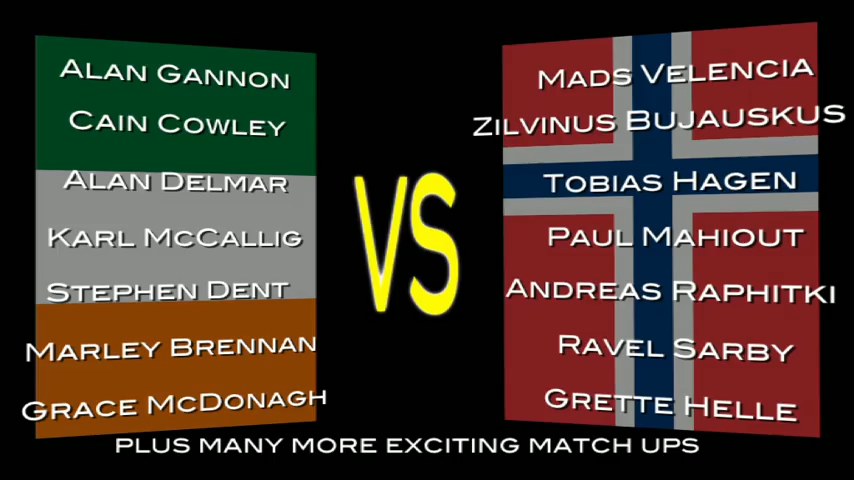 Alan Gannon
Cain Cowley
Alan Delmar
Karl McCallig
Stephen Dent
Marley Brennan
Grace McDonagh
VS
Mads Velencia
Zilvinus Bujauskus
Tobias Hagen
Paul Mahiout
Andreas Raphitki
Ravel Sarby
Grette Helle
PLUS MANY MORE EXCITING MATCH UPS